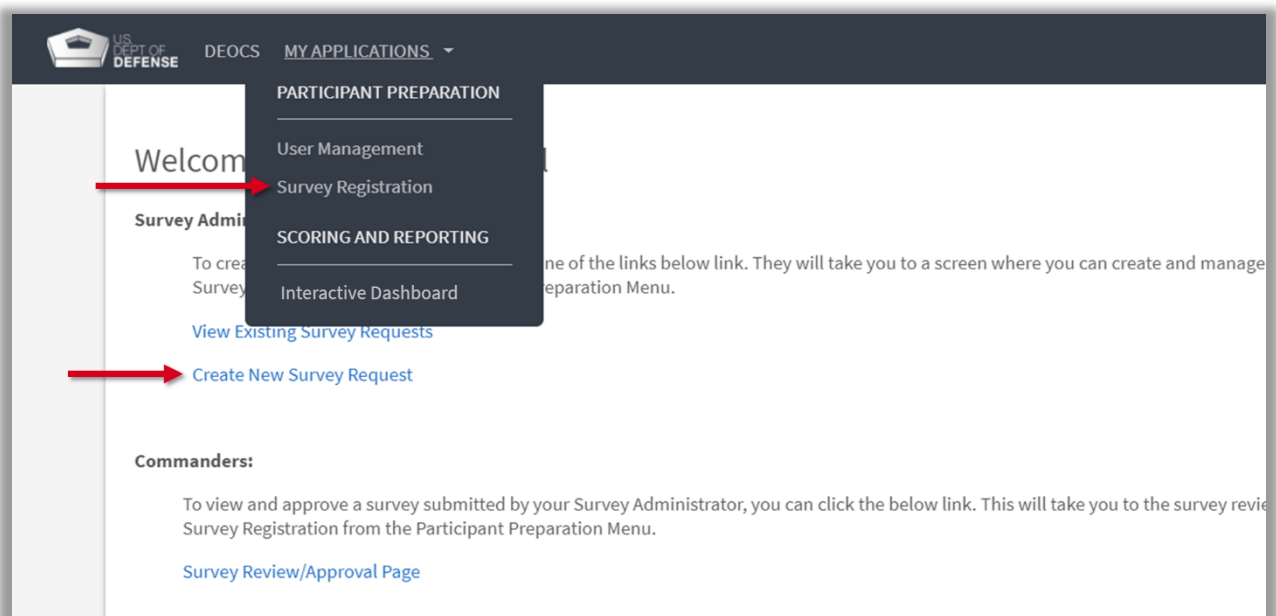 U.S.
DEPT OF
DEFENSE
DEOCS MY APPLICATIONS
PARTICIPANT PREPARATION
User Management
Survey Registration
SCORING AND REPORTING
Interactive Dashboard
Welcom
Survey Admi
To crea ne of the links below link. They will take you to a screen where you can create and manage
Survey eparation Menu.
View Existing Survey Requests
Create New Survey Request
Commanders:
To view and approve a survey submitted by your Survey Administrator, you can click the below link. This will take you to the survey revie
Survey Registration from the Participant Preparation Menu.
Survey Review/Approval Page